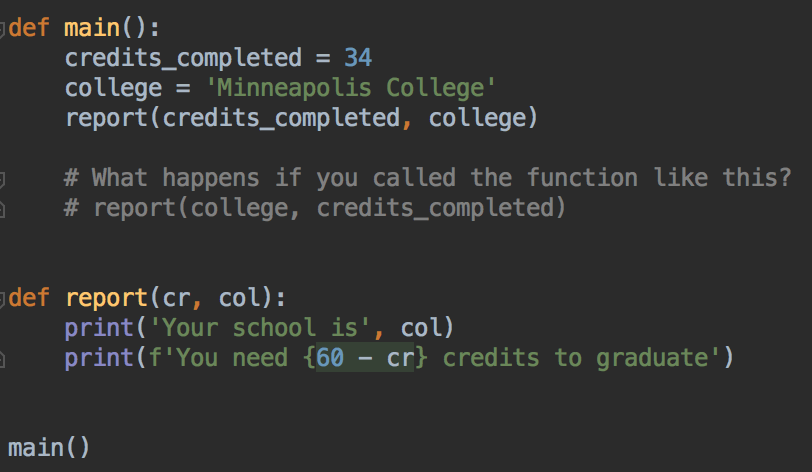 def main():
    credits_completed = 34
    college = 'Minneapolis College'
    report(credits_completed, college)
    # What happens if you called the function like this?
    # report(college, credits_completed)
def report(cr, col):
    print('Your school is', col)
    print(f'You need {60 - cr} credits to graduate')
main()